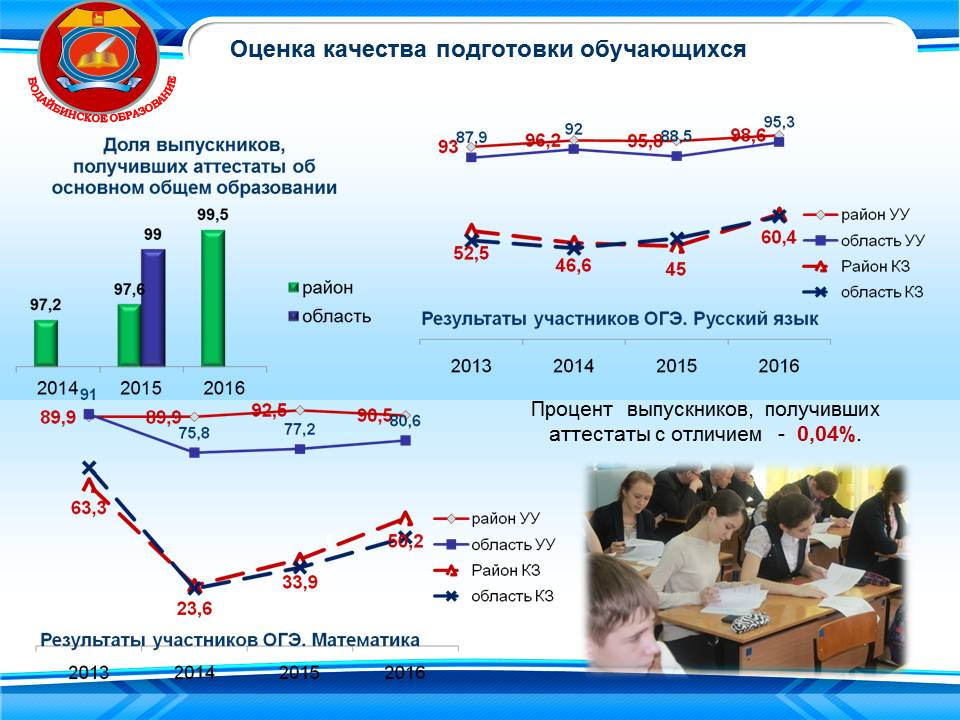 Оценка качества подготовки обучающихся
БОДАЙБИНСКОЕ ОБРАЗОВАНИЕ
Доля выпускников,
получивших аттестаты об
основном общем образовании
97,2
97,6
99
99,5
2014
2015
2016
район
область
93
87,9
96,2
92
95,8
88,5
98,6
95,3
52,5
46,6
45
60,4
район УУ
область УУ
Район КЗ
область КЗ
Результаты участников ОГЭ. Русский язык
2013
2014
2015
2016
Процент выпускников, получивших
аттестаты с отличием - 0,04%.
89,9
91
89,9
75,8
92,5
77,2
90,5
80,6
63,3
23,6
33,9
56,2
район УУ
область УУ
Район КЗ
область КЗ
Результаты участников ОГЭ. Математика
2013
2014
2015
2016